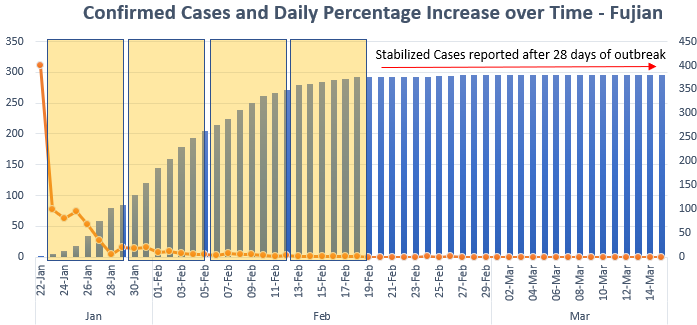 Confirmed Cases and Daily Percentage Increase over Time - Fujian
350
300
250
200
150
100
50
0
Stabilized Cases reported after 28 days of outbreak
450
400
350
300
250
200
150
100
50
0
22-Jan
24-Jan
26-Jan
28-Jan
30-Jan
01-Feb
03-Feb
05-Feb
07-Feb
09-Feb
11-Feb
13-Feb
15-Feb
17-Feb
19-Feb
21-Feb
23-Feb
25-Feb
27-Feb
29-Feb
02-Mar
04-Mar
06-Mar
08-Mar
10-Mar
12-Mar
14-Mar
Jan
Feb
Mar